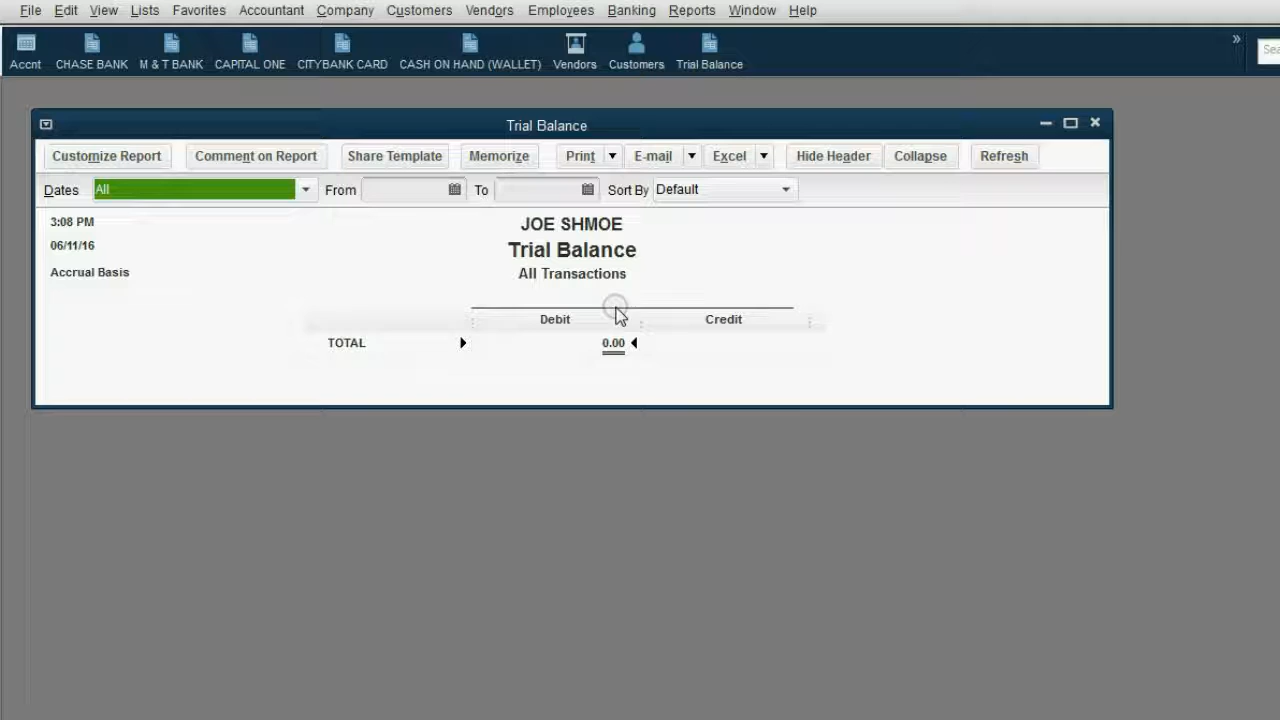 File Edit View Lists Favorites Accountant Company Customers Vendors Employees Banking Reports Window Help
Accnt CHASE BANK M & T BANK CAPITAL ONE CITYBANK CARD CASH ON HAND (WALLET) Vendors Customers Trial Balance » Sea
Trial Balance
Customize Report Comment on Report Share Template Memorize Print E-mail Excel Hide Header Collapse Refresh
Dates All From To Sort By Default
3:08 PM
06/11/16
Accrual Basis
JOE SHMOE
Trial Balance
All Transactions
Debit Credit
TOTAL 0.00